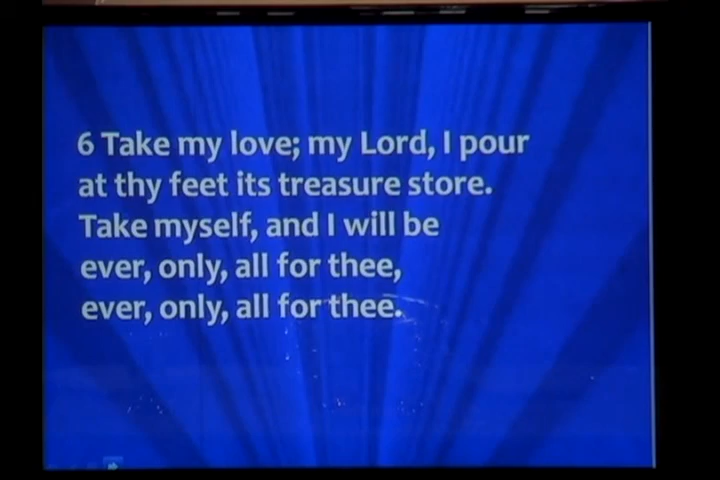 6 Take my love; my Lord, I pour
at thy feet its treasure store.
Take myself, and I will be
ever, only, all for thee,
ever, only, all for thee.